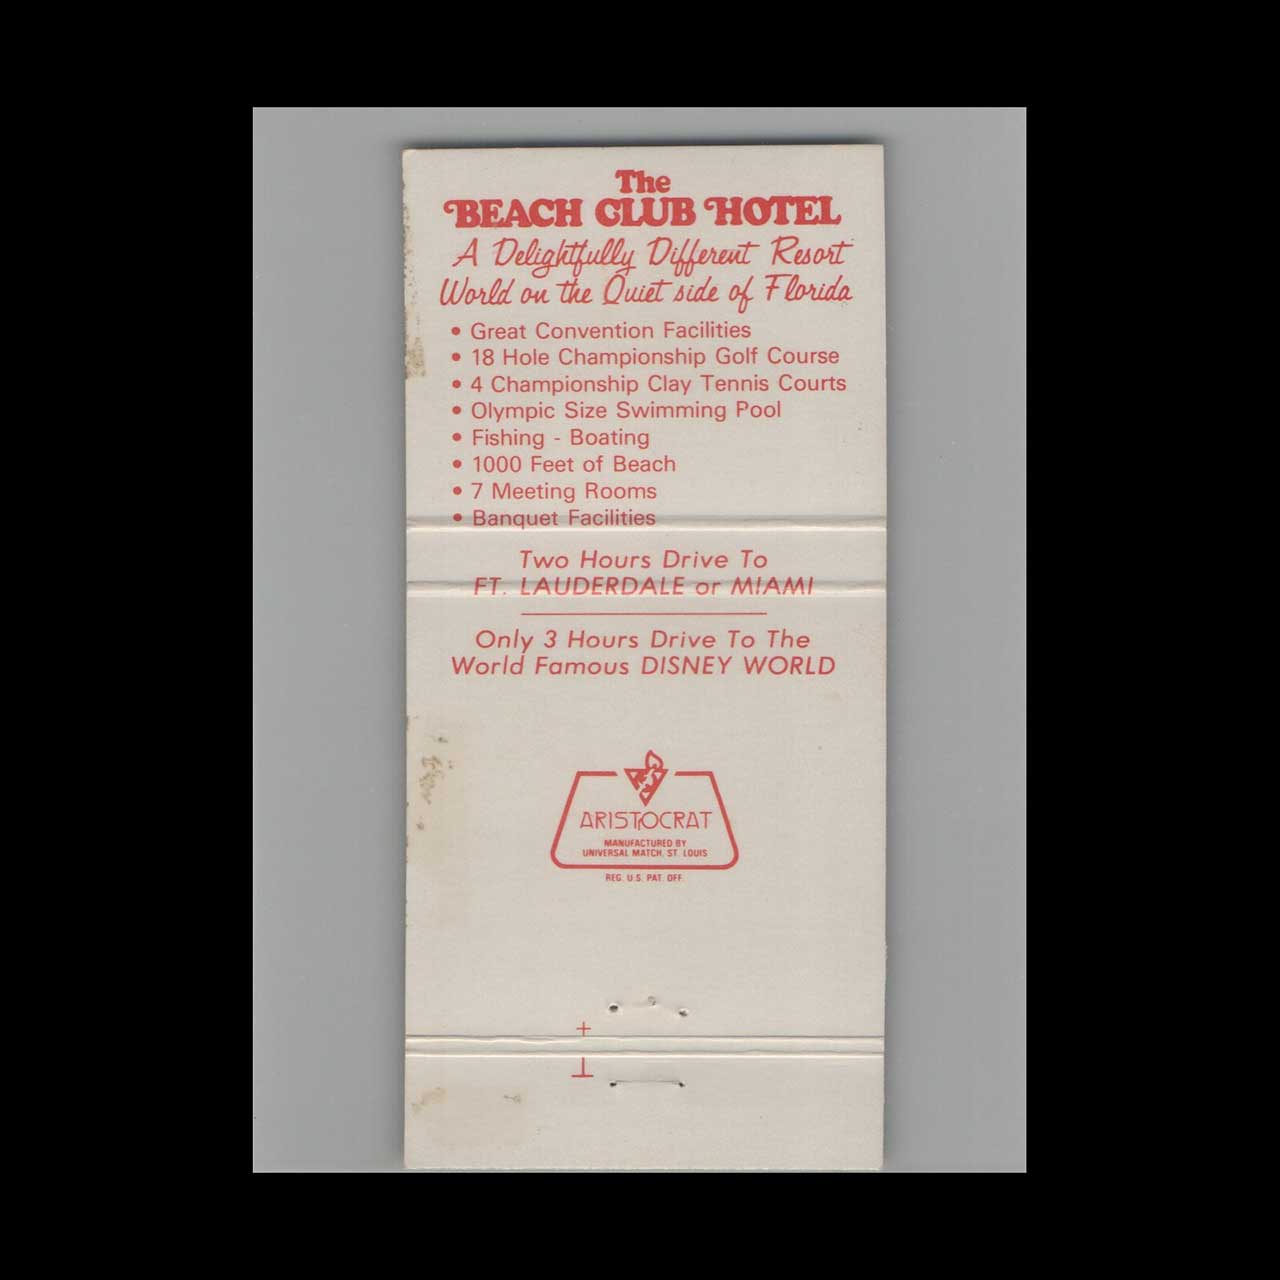 The
BEACH CLUB HOTEL
A Delightfully Different Resort
World on the Quiet side of Florida
• Great Convention Facilities
• 18 Hole Championship Golf Course
• 4 Championship Clay Tennis Courts
• Olympic Size Swimming Pool
• Fishing - Boating
• 1000 Feet of Beach
• 7 Meeting Rooms
• Banquet Facilities
Two Hours Drive To
FT. LAUDERDALE or MIAMI
Only 3 Hours Drive To The
World Famous DISNEY WORLD
ARISTOCRAT
MANUFACTURED BY
UNIVERSAL MATCH, ST. LOUIS
REG. U.S. PAT. OFF.